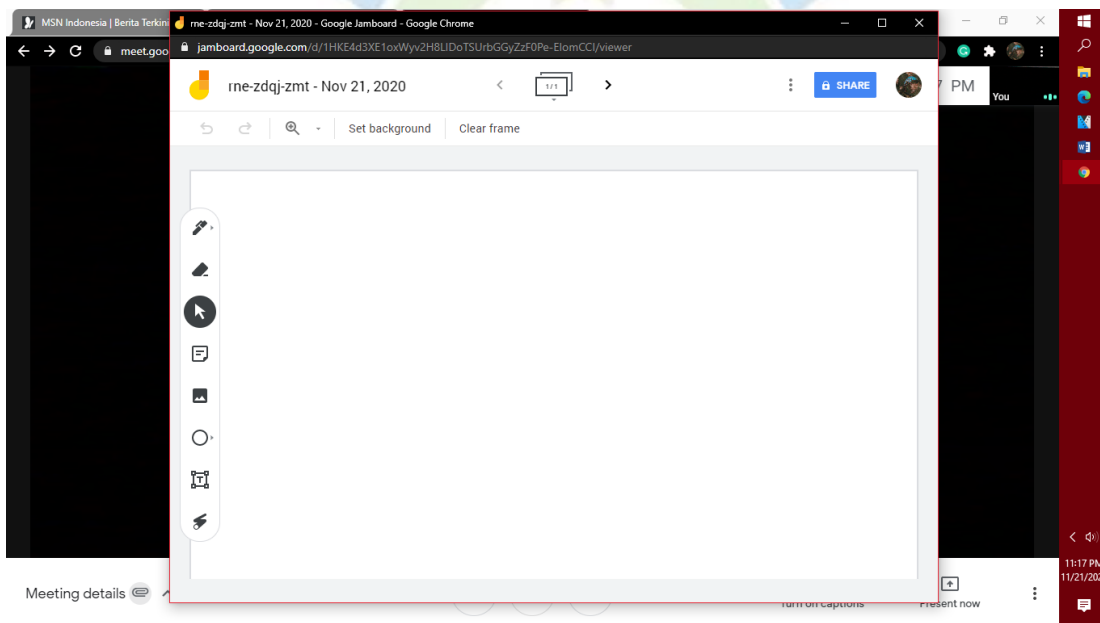 MSN Indonesia | Berita Terkini
rne-zdqj-zmt - Nov 21, 2020 - Google Jamboard - Google Chrome
meet.goo
jamboard.google.com/d/1HKE4d3XE1oxWyv2H8LIDoTSUrbGGyZzF0Pe-EIomCCI/viewer
rne-zdqj-zmt - Nov 21, 2020
1/1
SHARE
7 PM
You
Set background
Clear frame
Meeting details
Turn on captions
Present now
11:17 PM
11/21/202